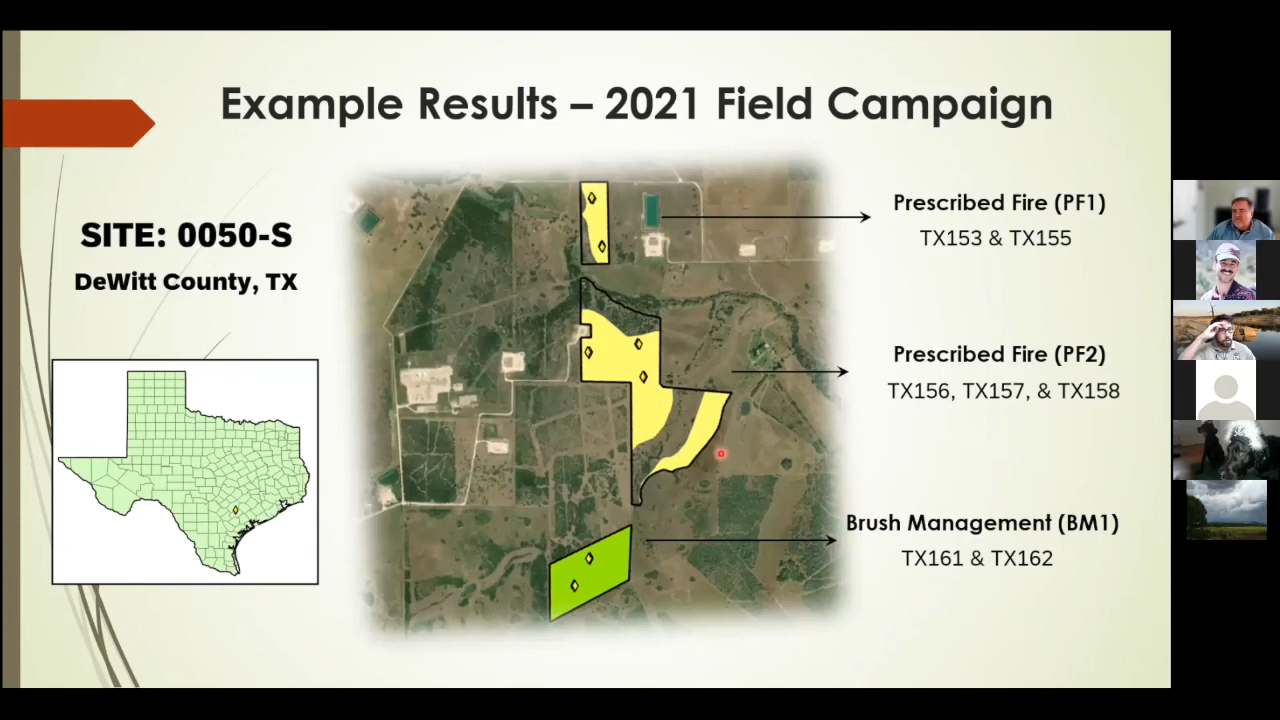 Example Results – 2021 Field Campaign
SITE: 0050-S
DeWitt County, TX
Prescribed Fire (PF1)
TX153 & TX155
Prescribed Fire (PF2)
TX156, TX157, & TX158
Brush Management (BM1)
TX161 & TX162